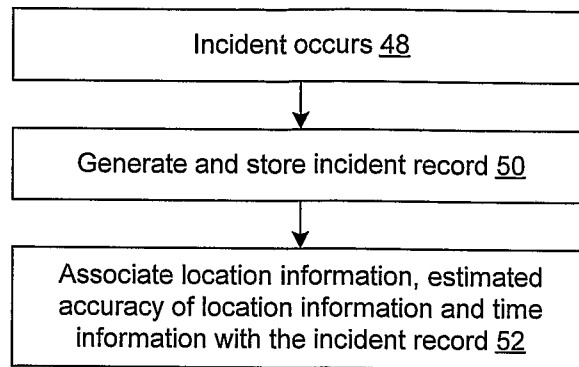 Incident occurs 48
Generate and store incident record 50
Associate location information, estimated
accuracy of location information and time
information with the incident record 52